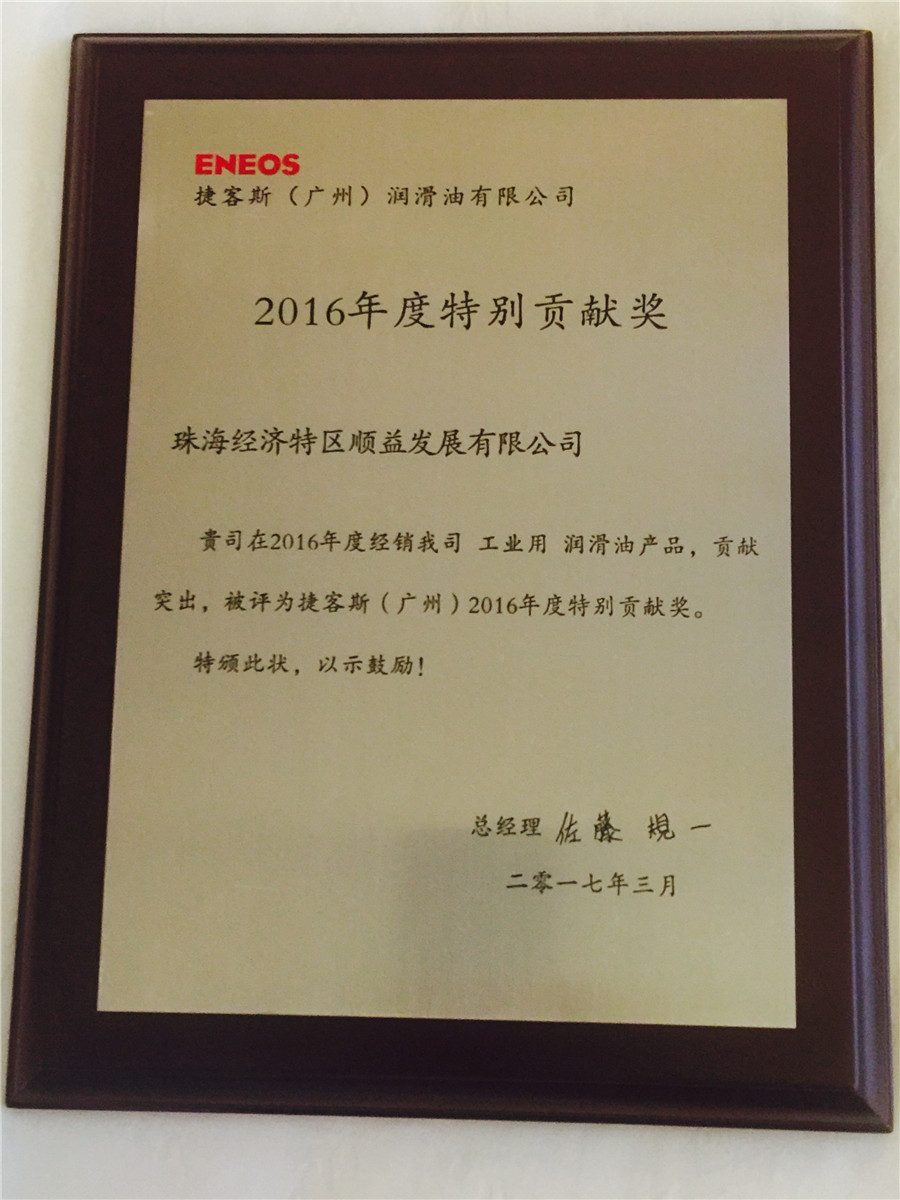 ENEOS
捷客斯（广州）润滑油有限公司
2016年度特别贡献奖
珠海经济特区顺益发展有限公司
貴司在2016年度经销我司 工业用 润滑油产品，贡献
突出，被评为捷客斯（广州）2016年度特别贡献奖。
特颁此状，以示鼓励！
总经理 佐藤 規一
二零一七年三月